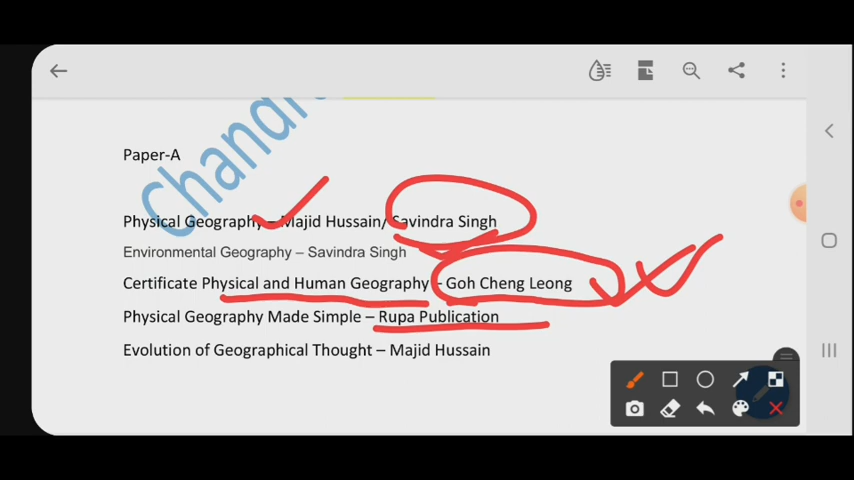 Chandr
Paper-A
Physical Geography – Majid Hussain/ Savindra Singh
Environmental Geography – Savindra Singh
Certificate Physical and Human Geography – Goh Cheng Leong
Physical Geography Made Simple – Rupa Publication
Evolution of Geographical Thought – Majid Hussain